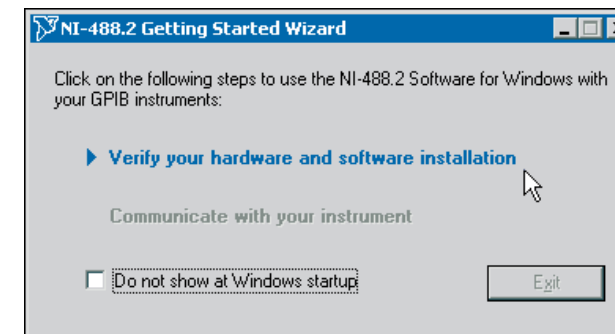 NI-488.2 Getting Started Wizard
Click on the following steps to use the NI-488.2 Software for Windows with
your GPIB instruments:
Verify your hardware and software installation
Communicate with your instrument
Do not show at Windows startup
Exit